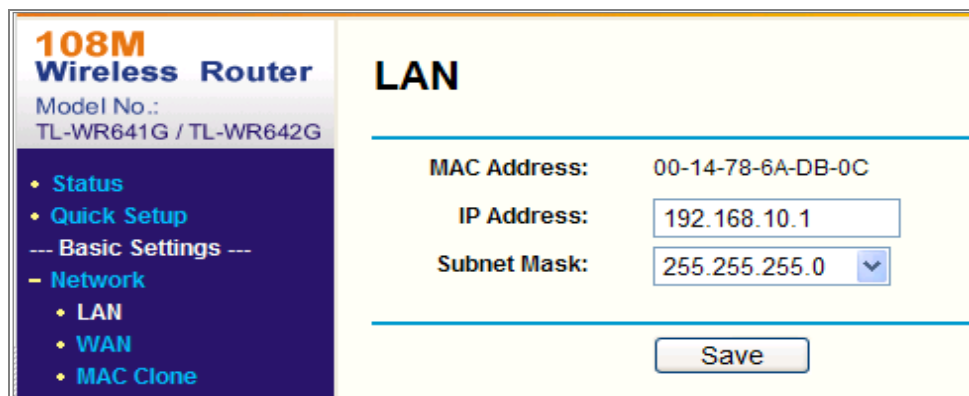 108M
Wireless Router
Model No.:
TL-WR641G / TL-WR642G
• Status
• Quick Setup
--- Basic Settings ---
– Network
• LAN
• WAN
• MAC Clone
LAN
MAC Address: 00-14-78-6A-DB-0C
IP Address: 192.168.10.1
Subnet Mask: 255.255.255.0
Save